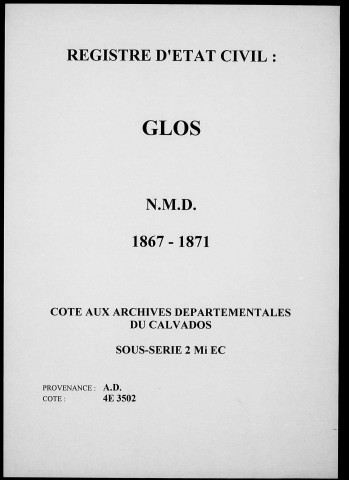 REGISTRE D'ETAT CIVIL :
GLOS
N.M.D.
1867 - 1871
COTE AUX ARCHIVES DEPARTEMENTALES
DU CALVADOS
SOUS-SERIE 2 Mi EC
PROVENANCE : A.D.
COTE : 4E 3502